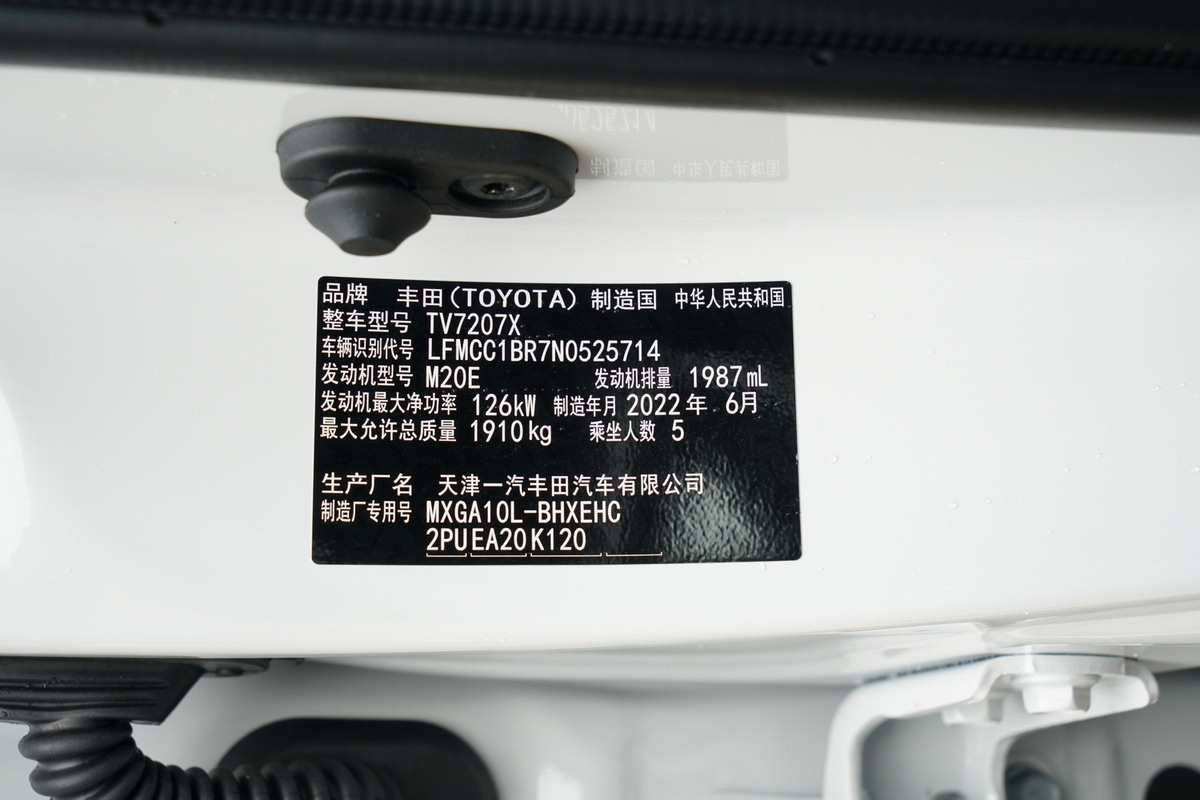 品牌 丰田(TOYOTA) 制造国 中华人民共和国
整车型号 TV7207X
车辆识别代号 LFMCC1BR7N0525714
发动机型号 M20E 发动机排量 1987mL
发动机最大净功率 126kW 制造年月 2022年 6月
最大允许总质量 1910kg 乘坐人数 5
生产厂名 天津一汽丰田汽车有限公司
制造厂专用号 MXGA10L-BHXEHC
2PU EA20 K120